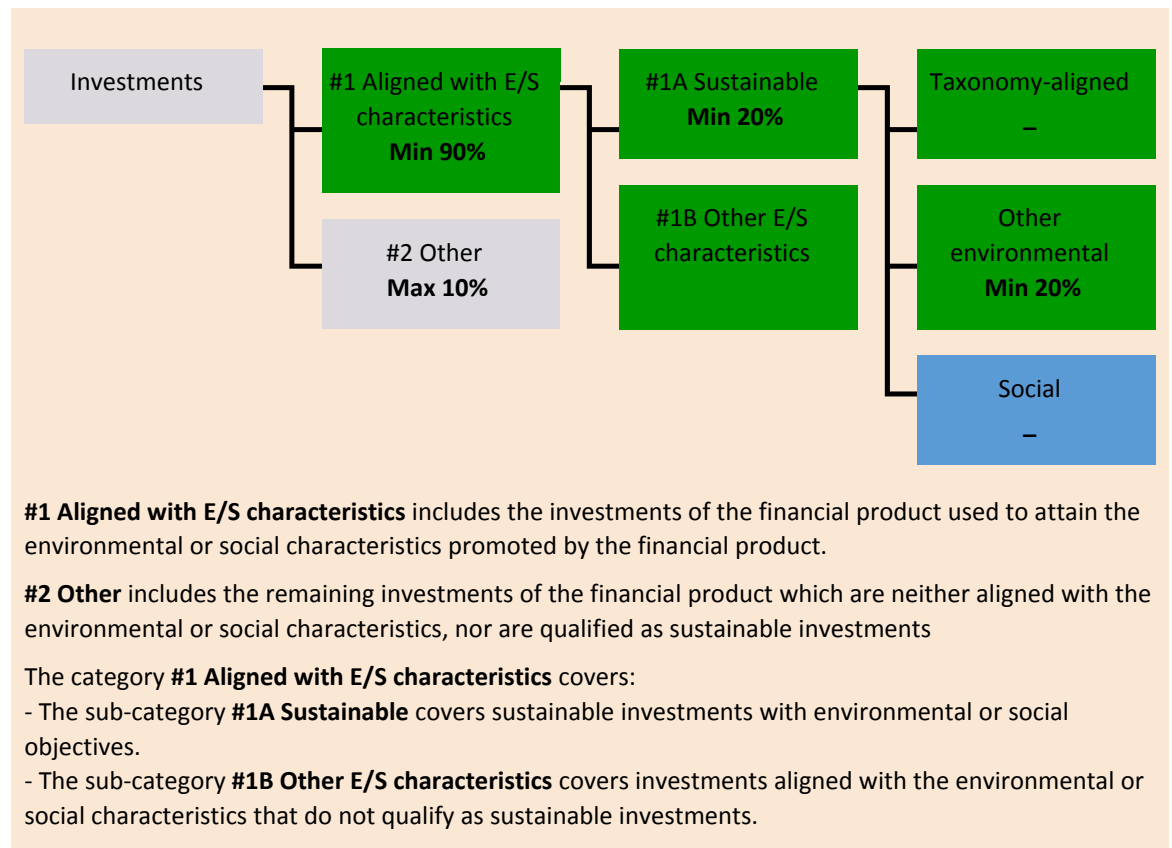 Investments
#1 Aligned with E/S
characteristics
Min 90%
#2 Other
Max 10%
#1A Sustainable
Min 20%
#1B Other E/S
characteristics
Taxonomy-aligned
–
Other
environmental
Min 20%
Social
–
#1 Aligned with E/S characteristics includes the investments of the financial product used to attain the
environmental or social characteristics promoted by the financial product.
#2 Other includes the remaining investments of the financial product which are neither aligned with the
environmental or social characteristics, nor are qualified as sustainable investments
The category #1 Aligned with E/S characteristics covers:
- The sub-category #1A Sustainable covers sustainable investments with environmental or social
objectives.
- The sub-category #1B Other E/S characteristics covers investments aligned with the environmental or
social characteristics that do not qualify as sustainable investments.